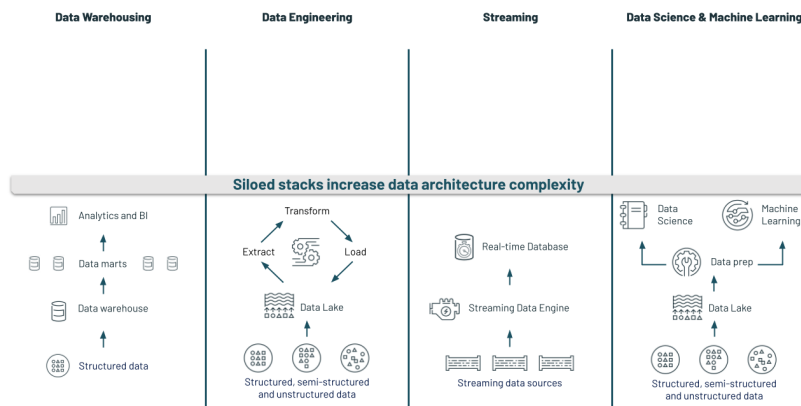 Data Warehousing
Data Engineering
Streaming
Data Science & Machine Learning
Siloed stacks increase data architecture complexity
Analytics and BI
Data marts
Data warehouse
Structured data
Transform
Extract
Load
Data Lake
Structured, semi-structured
and unstructured data
Real-time Database
Streaming Data Engine
Streaming data sources
Data
Science
Machine
Learning
Data prep
Data Lake
Structured, semi-structured
and unstructured data